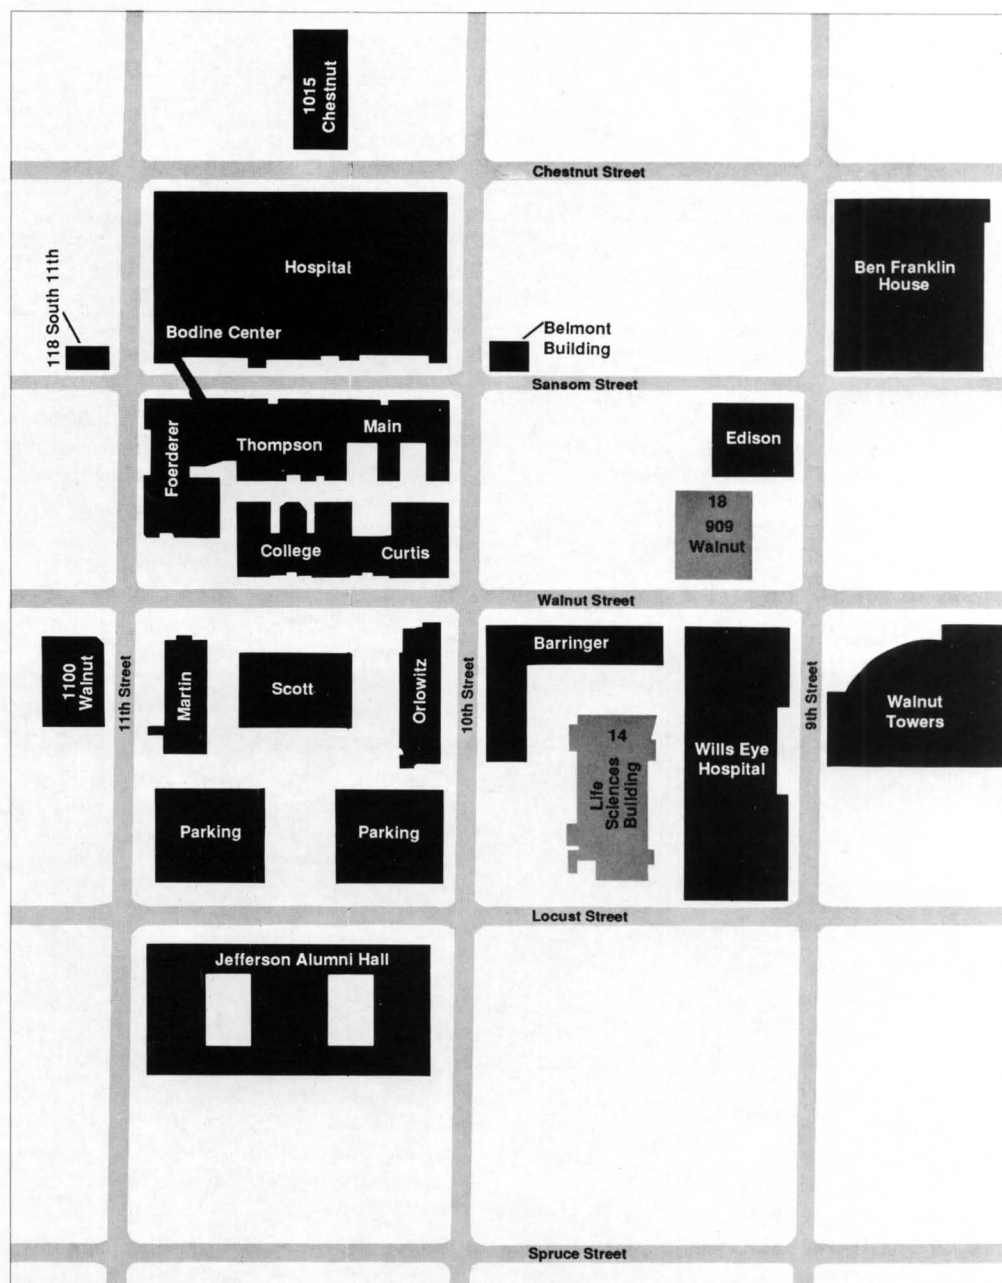 1015
Chestnut
Chestnut Street
Hospital
Ben Franklin
House
118 South 11th
Bodine Center
Belmont
Building
Sansom Street
Foerderer
Thompson
Main
Edison
18
909
Walnut
College
Curtis
Walnut Street
1100
Walnut
11th Street
Martin
Scott
Orlowitz
10th Street
Barringer
Wills Eye
Hospital
9th Street
Walnut
Towers
14
Life
Sciences
Building
Parking
Parking
Locust Street
Jefferson Alumni Hall
Spruce Street